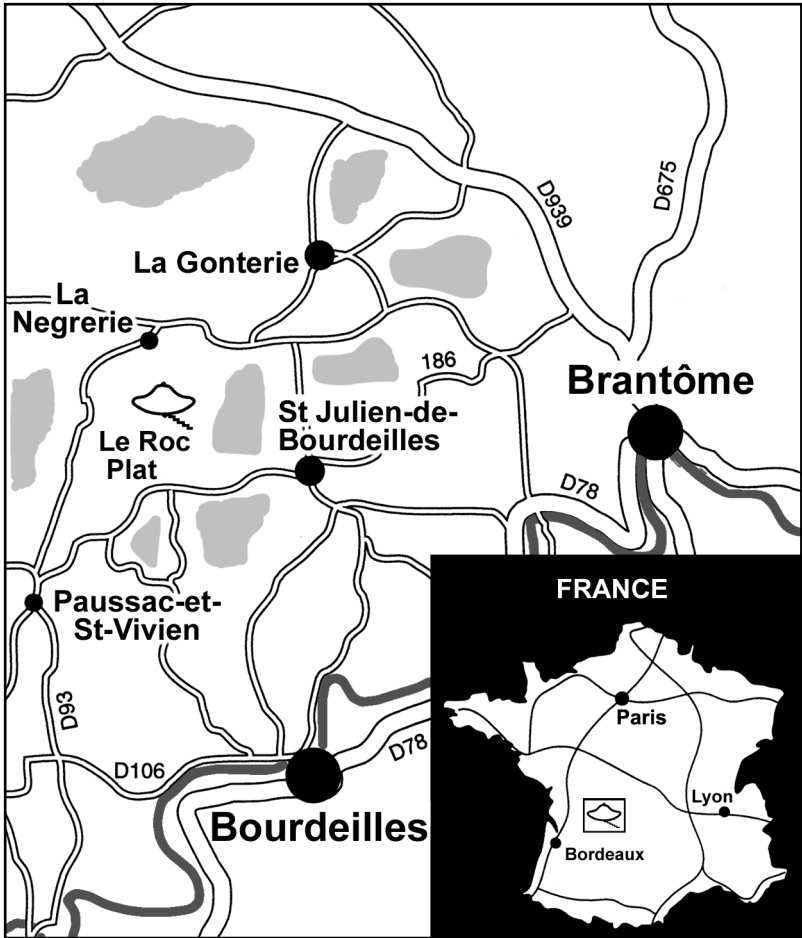 D939
D675
La Gonterie
La
Negrerie
186
Brantôme
St Julien-de-
Bourdeilles
Le Roc
Plat
D78
FRANCE
Paussac-et-
St-Vivien
Paris
D93
D78
D106
Lyon
Bourdeilles
Bordeaux